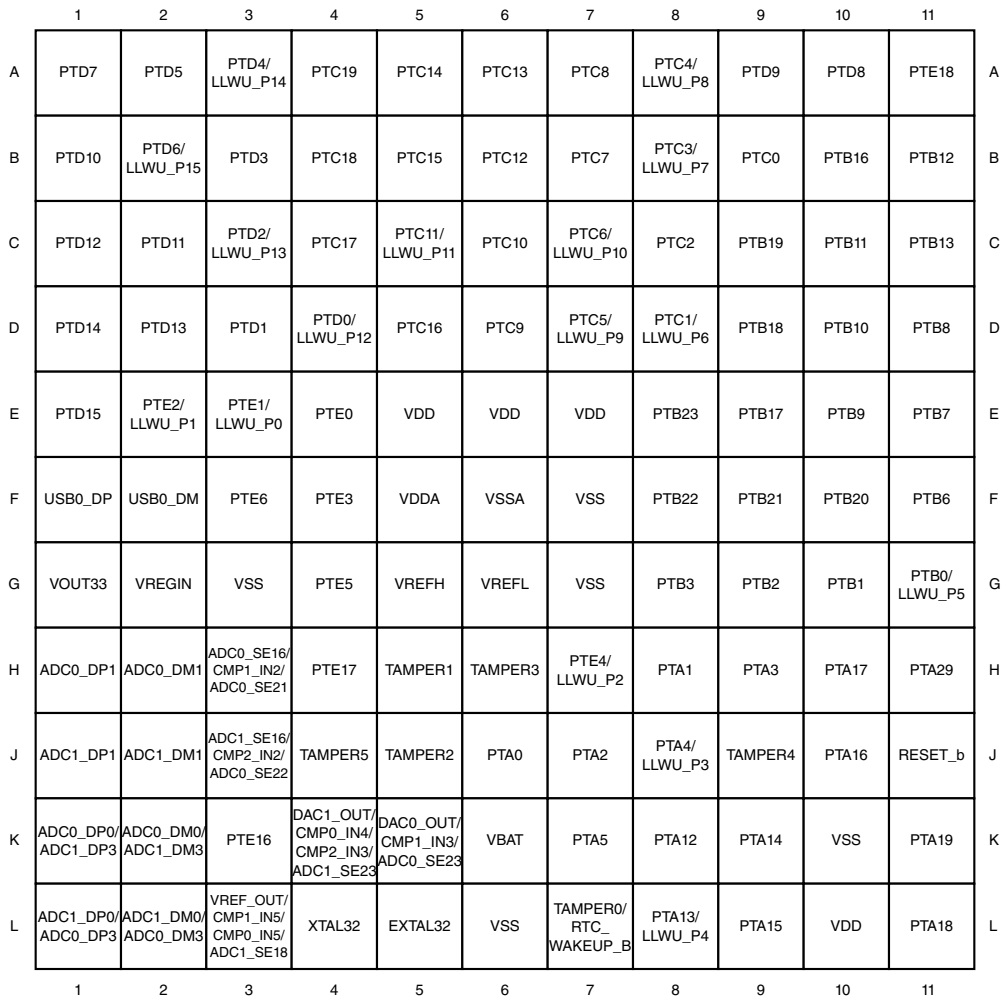 1 2 3 4 5 6 7 8 9 10 11
A PTD7 PTD5 PTD4/ LLWU_P14 PTC19 PTC14 PTC13 PTC8 PTC4/ LLWU_P8 PTD9 PTD8 PTE18 A
B PTD10 PTD6/ LLWU_P15 PTD3 PTC18 PTC15 PTC12 PTC7 PTC3/ LLWU_P7 PTC0 PTB16 PTB12 B
C PTD12 PTD11 PTD2/ LLWU_P13 PTC17 PTC11/ LLWU_P11 PTC10 PTC6/ LLWU_P10 PTC2 PTB19 PTB11 PTB13 C
D PTD14 PTD13 PTD1 PTD0/ LLWU_P12 PTC16 PTC9 PTC5/ LLWU_P9 PTC1/ LLWU_P6 PTB18 PTB10 PTB8 D
E PTD15 PTE2/ LLWU_P1 PTE1/ LLWU_P0 PTE0 VDD VDD VDD PTB23 PTB17 PTB9 PTB7 E
F USB0_DP USB0_DM PTE6 PTE3 VDDA VSSA VSS PTB22 PTB21 PTB20 PTB6 F
G VOUT33 VREGIN VSS PTE5 VREFH VREFL VSS PTB3 PTB2 PTB1 PTB0/ LLWU_P5 G
H ADC0_DP1 ADC0_DM1 ADC0_SE16/ CMP1_IN2/ ADC0_SE21 PTE17 TAMPER1 TAMPER3 PTE4/ LLWU_P2 PTA1 PTA3 PTA17 PTA29 H
J ADC1_DP1 ADC1_DM1 ADC1_SE16/ CMP2_IN2/ ADC0_SE22 TAMPER5 TAMPER2 PTA0 PTA2 PTA4/ LLWU_P3 TAMPER4 PTA16 RESET_b J
K ADC0_DP0/ ADC1_DP3 ADC0_DM0/ ADC1_DM3 PTE16 DAC1_OUT/ CMP0_IN4/ CMP2_IN3/ ADC1_SE23 DAC0_OUT/ CMP1_IN3/ ADC0_SE23 VBAT PTA5 PTA12 PTA14 VSS PTA19 K
L ADC1_DP0/ ADC0_DP3 ADC1_DM0/ ADC0_DM3 VREF_OUT/ CMP1_IN5/ CMP0_IN5/ ADC1_SE18 XTAL32 EXTAL32 VSS TAMPER0/ RTC_ WAKEUP_B PTA13/ LLWU_P4 PTA15 VDD PTA18 L
1 2 3 4 5 6 7 8 9 10 11